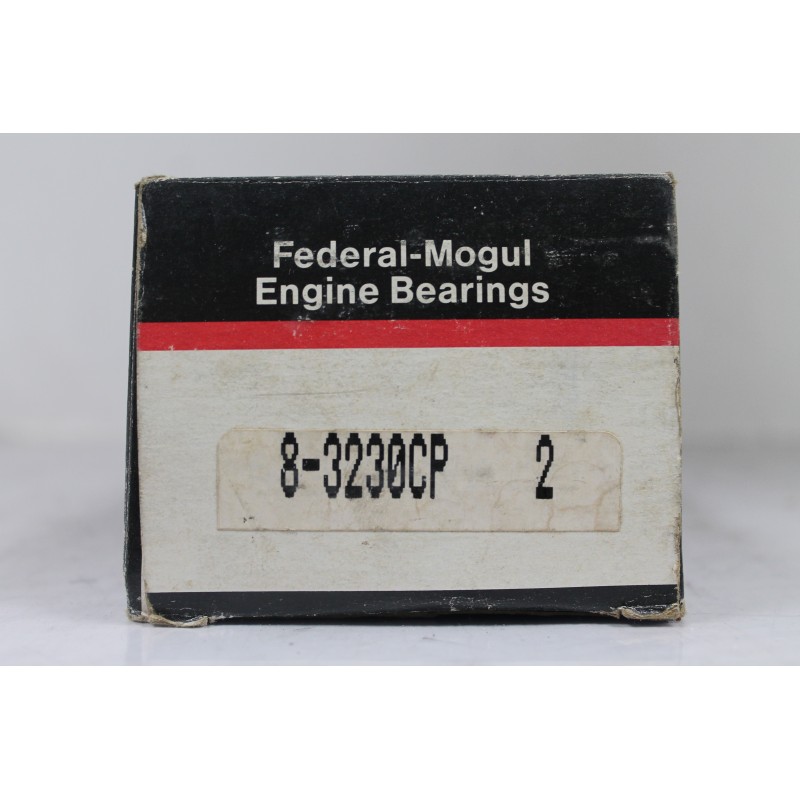 Federal-Mogul
Engine Bearings
8-3230CP 2